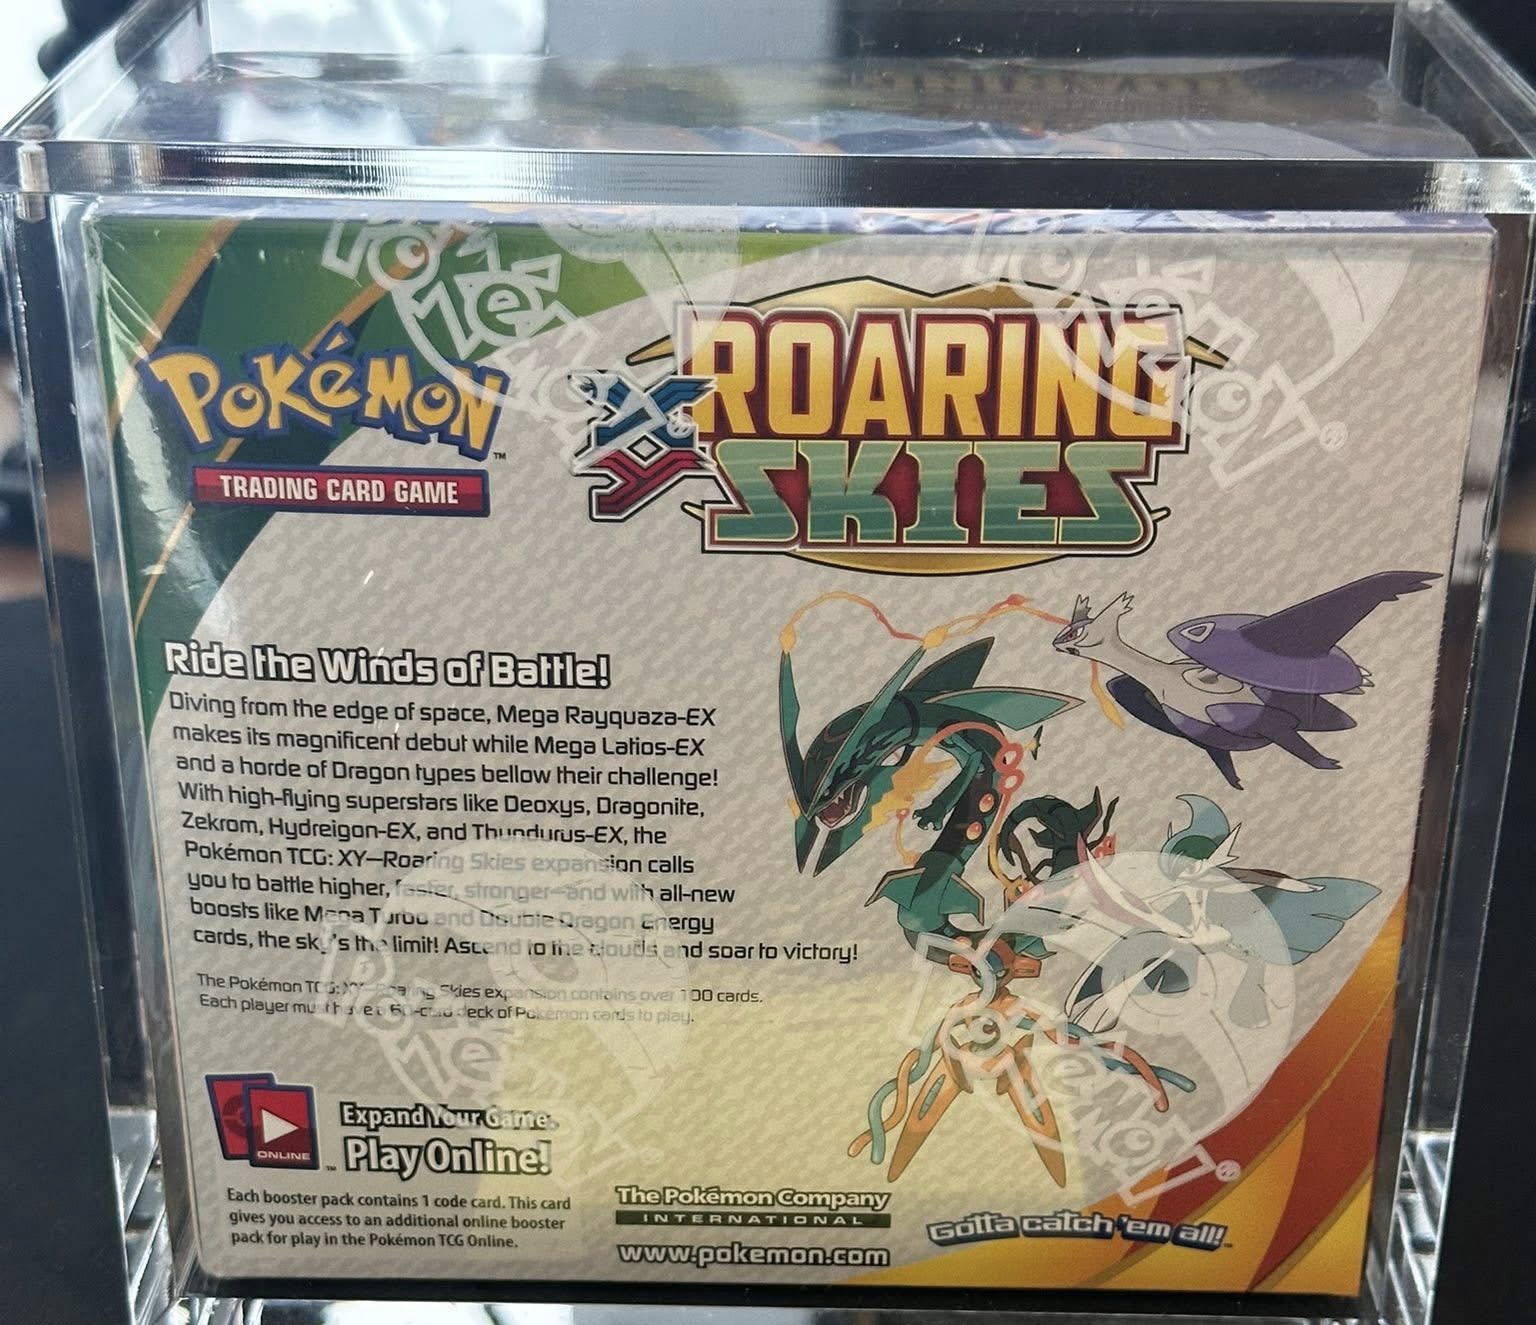 POKéMON™
TRADING CARD GAME
XY
ROARING
SKIES
Ride the Winds of Battle!
Diving from the edge of space, Mega Rayquaza-EX
makes its magnificent debut while Mega Latios-EX
and a horde of Dragon types bellow their challenge!
With high-flying superstars like Deoxys, Dragonite,
Zekrom, Hydreigon-EX, and Thundurus-EX, the
Pokémon TCG: XY—Roaring Skies expansion calls
you to battle higher, faster, stronger—and with all-new
boosts like Mega Turbo and Double Dragon Energy
cards, the sky's the limit! Ascend to the clouds and soar to victory!
The Pokémon TCG: XY—Roaring Skies expansion contains over 100 cards.
Each player must have a 60-card deck of Pokémon cards to play.
ONLINE™
Expand Your Game.
Play Online!
Each booster pack contains 1 code card. This card
gives you access to an additional online booster
pack for play in the Pokémon TCG Online.
The Pokémon Company
INTERNATIONAL
www.pokemon.com
Gotta catch 'em all!™
POKéMON®
POKéMON®
POKéMON
POKéMON®